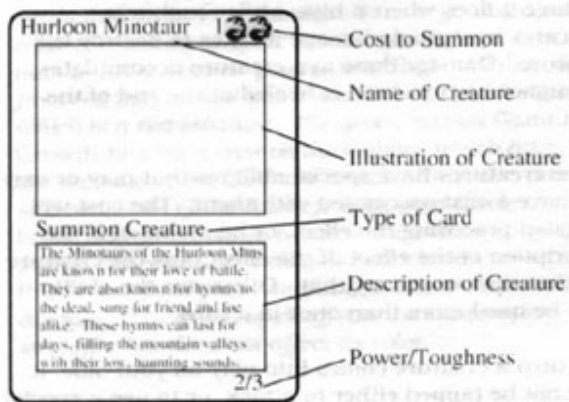 Hurloon Minotaur 1
Cost to Summon
Name of Creature
Illustration of Creature
Summon Creature
Type of Card
The Minotaurs of the Hurloon Mtns.
are known for their love of battle.
They are also known for hymns to
the dead, sung for friend and foe
alike. These hymns can last for
days, filling the mountain valleys
with their low, haunting sounds.
Description of Creature
2/3
Power/Toughness